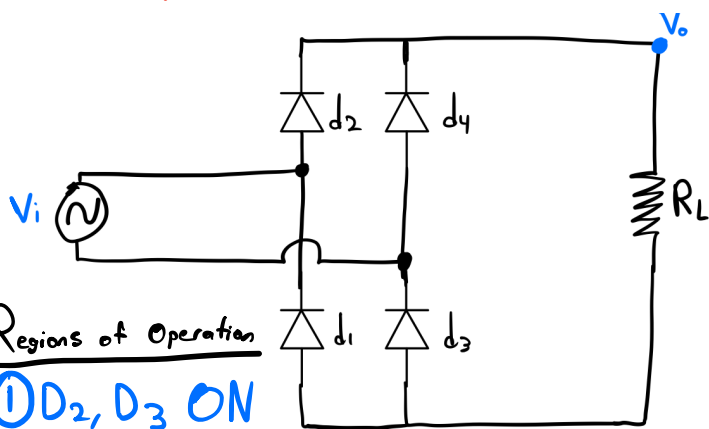 Vo
d2
d4
Vi
RL
Regions of Operation
d1
d3
① D2, D3 ON